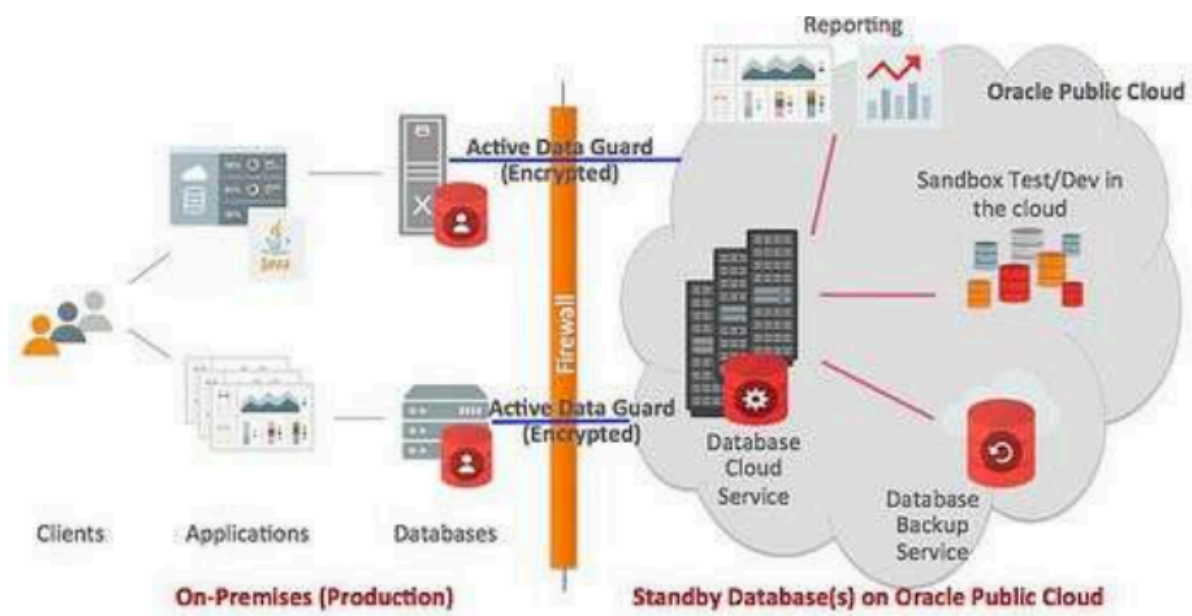 Reporting
Oracle Public Cloud
Active Data Guard
(Encrypted)
Sandbox Test/Dev in
the cloud
Java
Firewall
Active Data Guard
(Encrypted)
Database
Cloud
Service
Database
Backup
Service
Clients
Applications
Databases
On-Premises (Production)
Standby Database(s) on Oracle Public Cloud